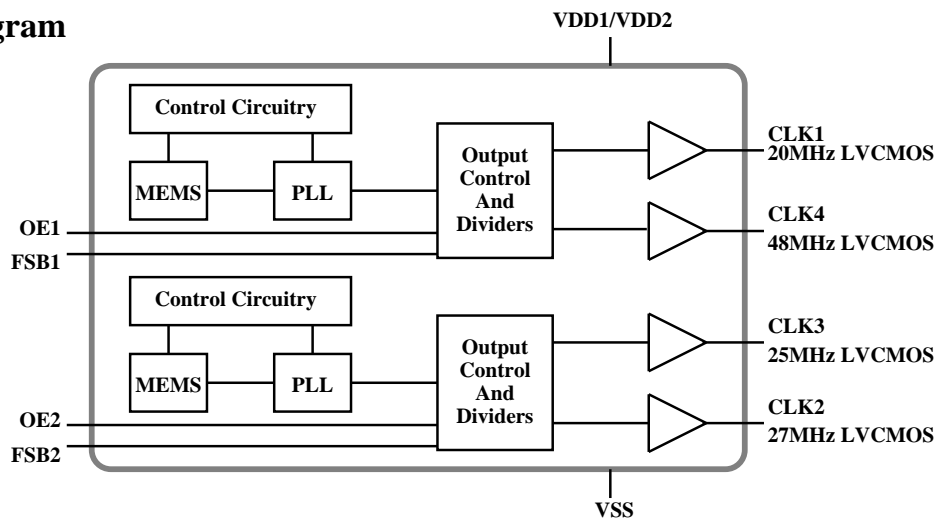 gram
VDD1/VDD2
Control Circuitry
MEMS
PLL
Output
Control
And
Dividers
CLK1
20MHz LVCMOS
CLK4
48MHz LVCMOS
OE1
FSB1
Control Circuitry
MEMS
PLL
Output
Control
And
Dividers
CLK3
25MHz LVCMOS
CLK2
27MHz LVCMOS
OE2
FSB2
VSS